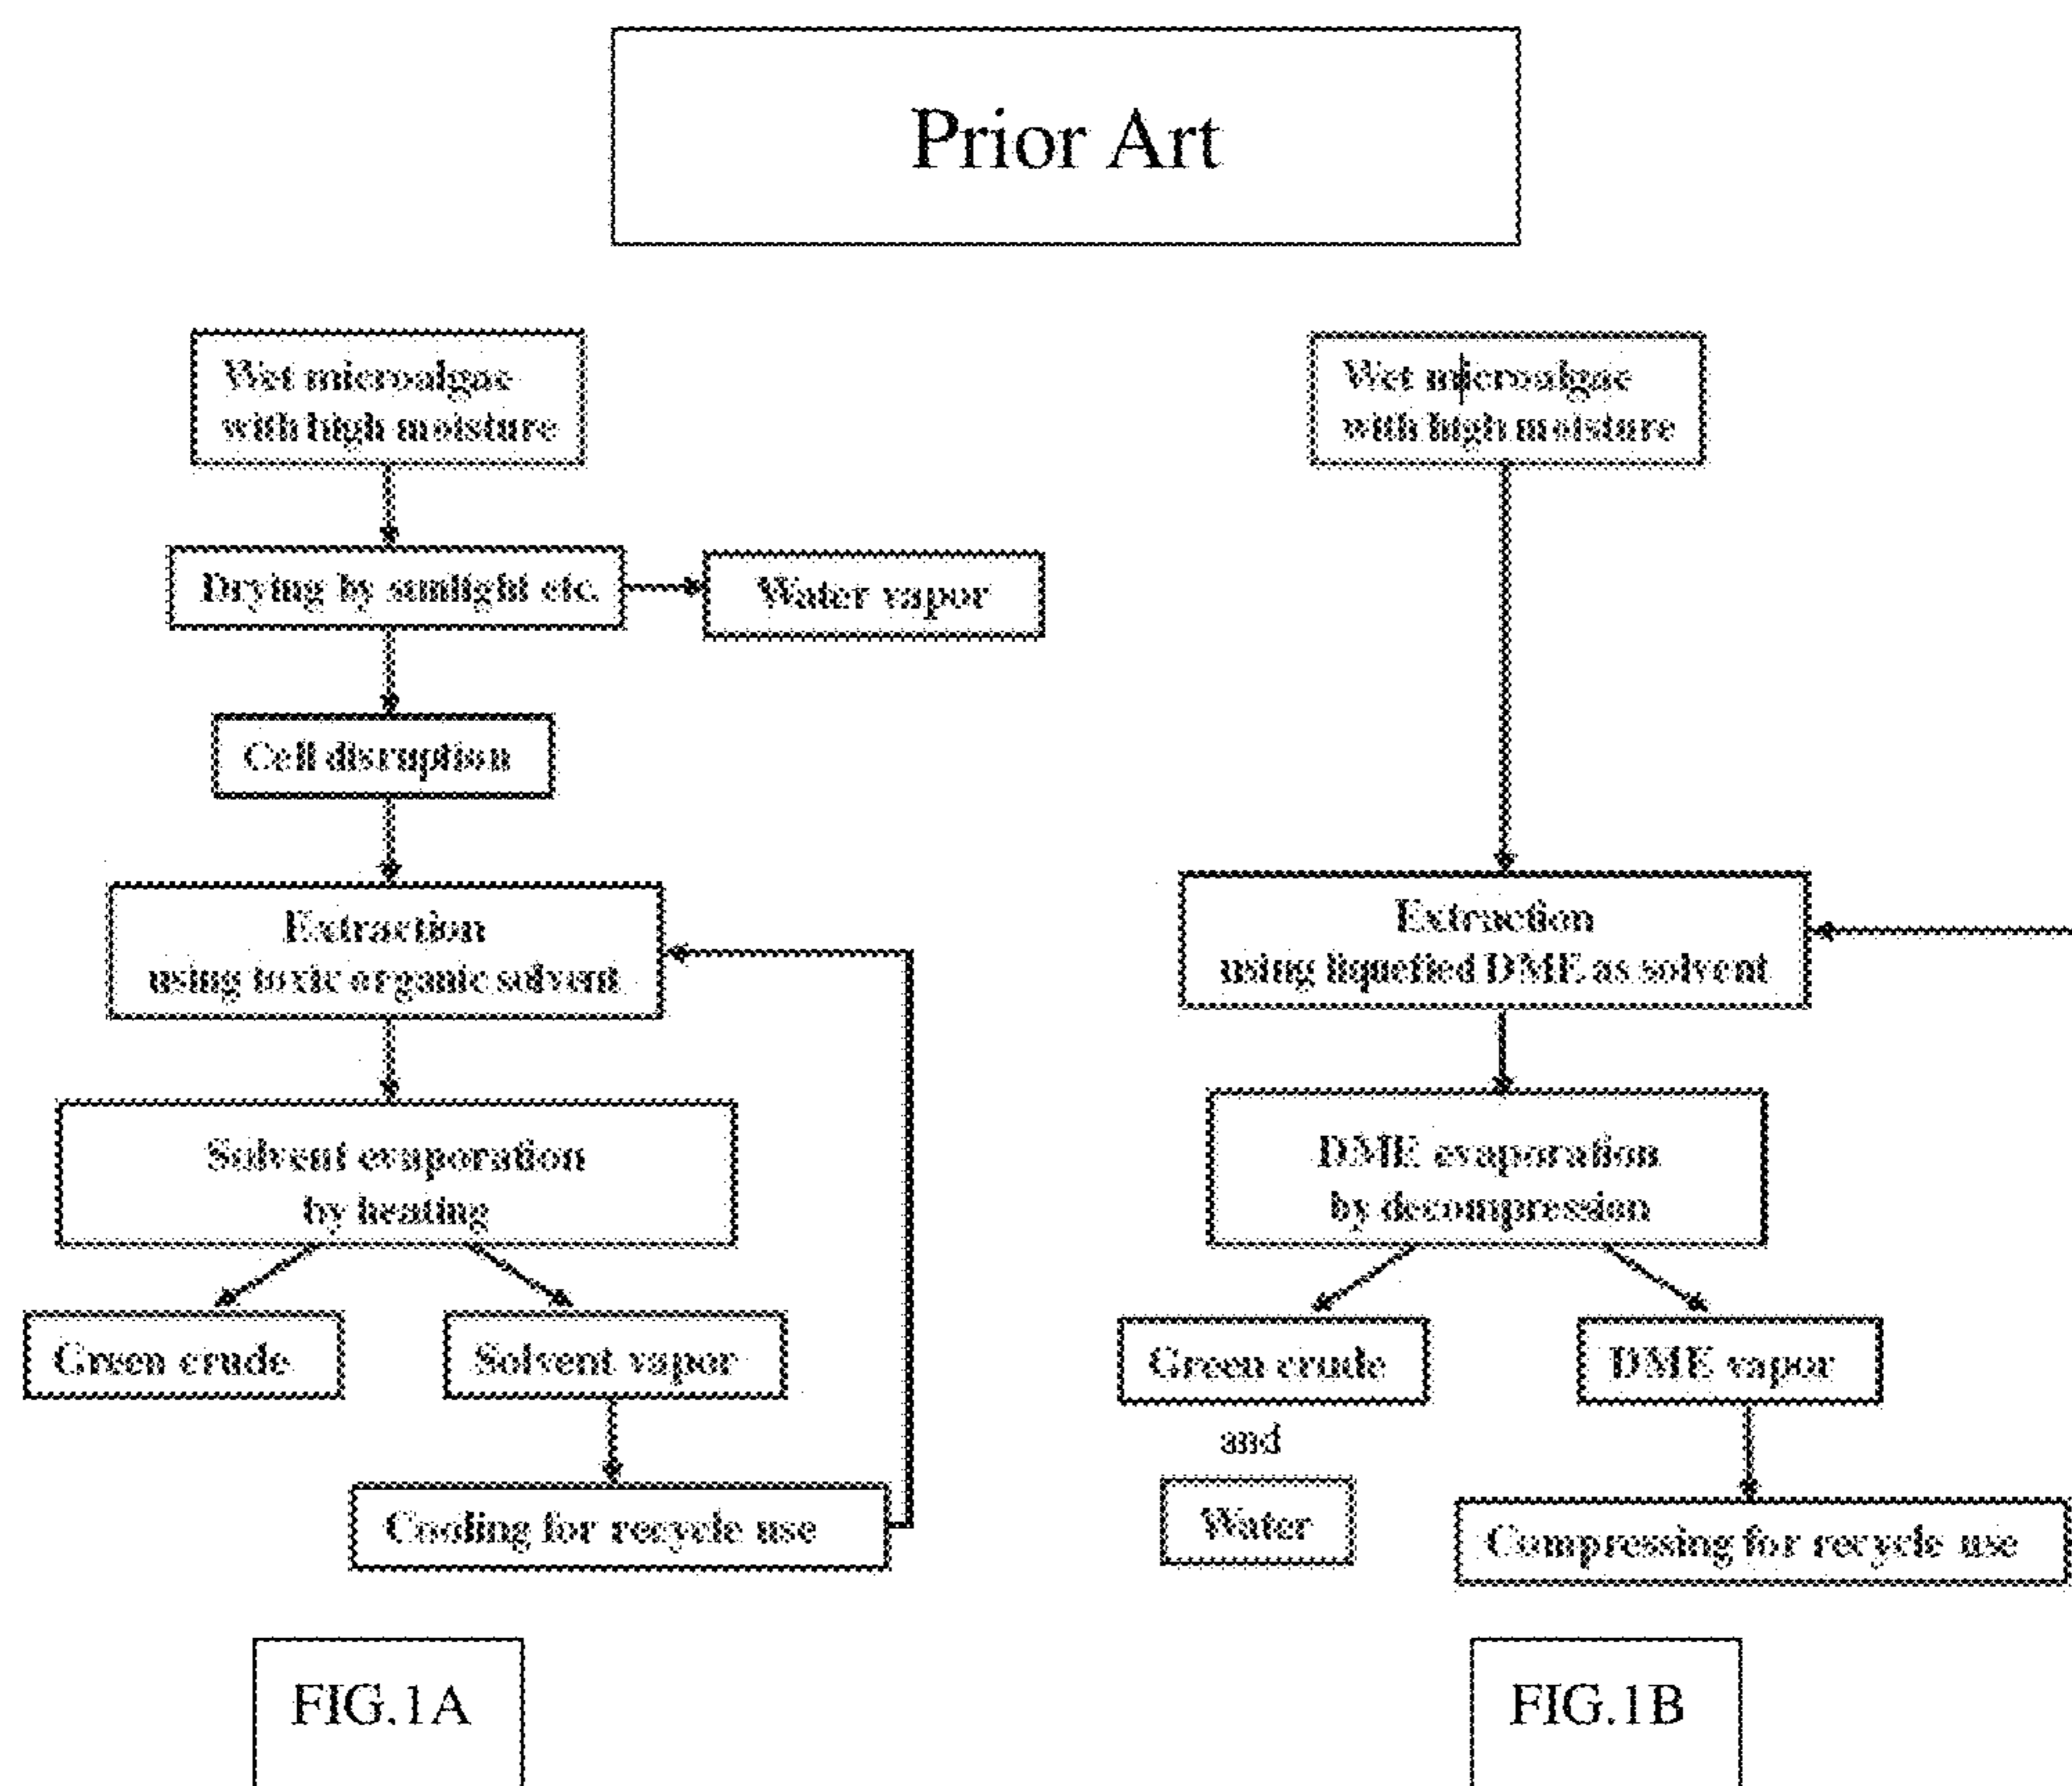 Prior Art
Wet microalgae
with high moisture
Drying by sunlight etc.
Water vapor
Cell disruption
Extraction
using toxic organic solvent
Solvent evaporation
by heating
Green crude
Solvent vapor
Cooling for recycle use
FIG.1A
Wet microalgae
with high moisture
Extraction
using liquefied DME as solvent
DME evaporation
by decompression
Green crude
and
Water
DME vapor
Compressing for recycle use
FIG.1B